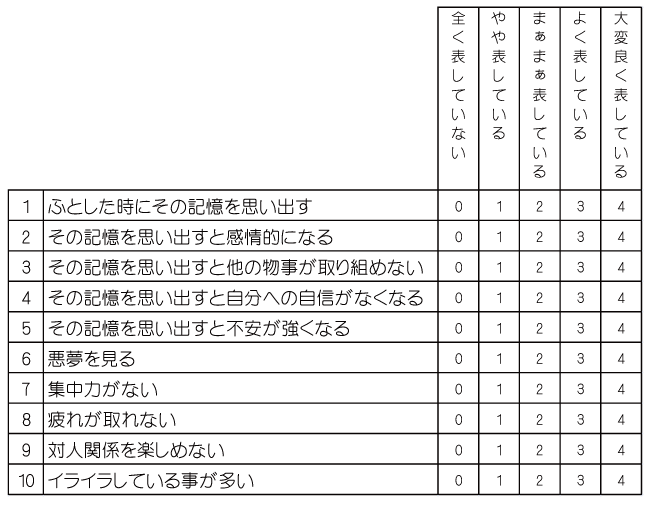 全く表していない
やや表している
まぁまぁ表している
よく表している
大変良く表している
1 ふとした時にその記憶を思い出す 0 1 2 3 4
2 その記憶を思い出すと感情的になる 0 1 2 3 4
3 その記憶を思い出すと他の物事が取り組めない 0 1 2 3 4
4 その記憶を思い出すと自分への自信がなくなる 0 1 2 3 4
5 その記憶を思い出すと不安が強くなる 0 1 2 3 4
6 悪夢を見る 0 1 2 3 4
7 集中力がない 0 1 2 3 4
8 疲れが取れない 0 1 2 3 4
9 対人関係を楽しめない 0 1 2 3 4
10 イライラしている事が多い 0 1 2 3 4